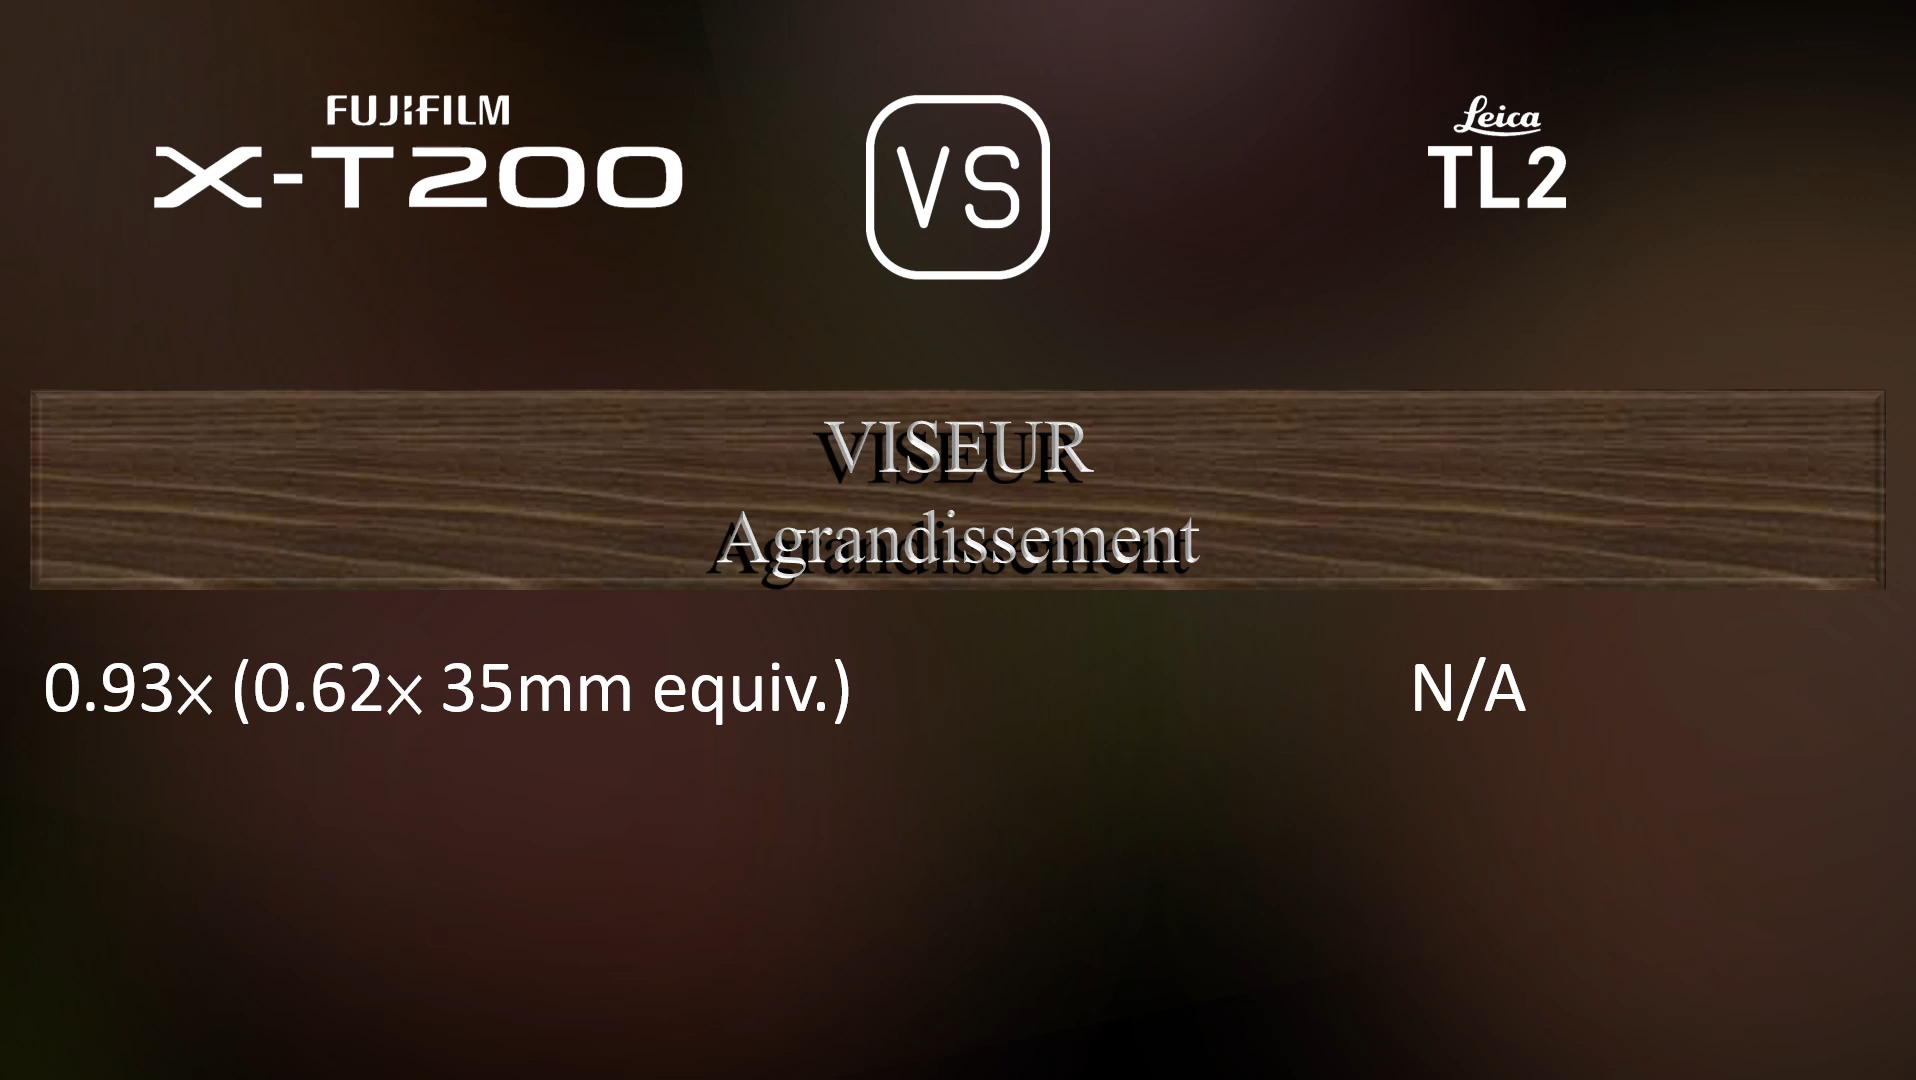 FUJIFILM
X-T200
VS
Leica
TL2
VISEUR
Agrandissement
0.93x (0.62x 35mm equiv.)
N/A